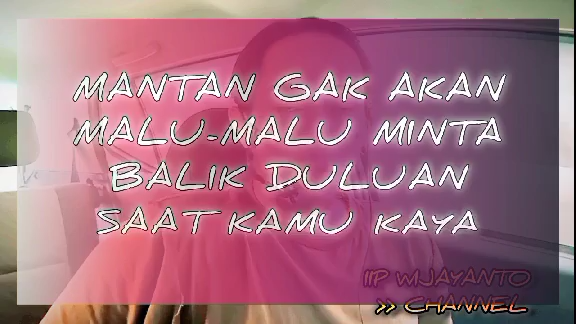 MANTAN GAK AKAN
MALU-MALU MINTA
BALIK DULUAN
SAAT KAMU KAYA
IIP WIJAYANTO
>> CHANNEL